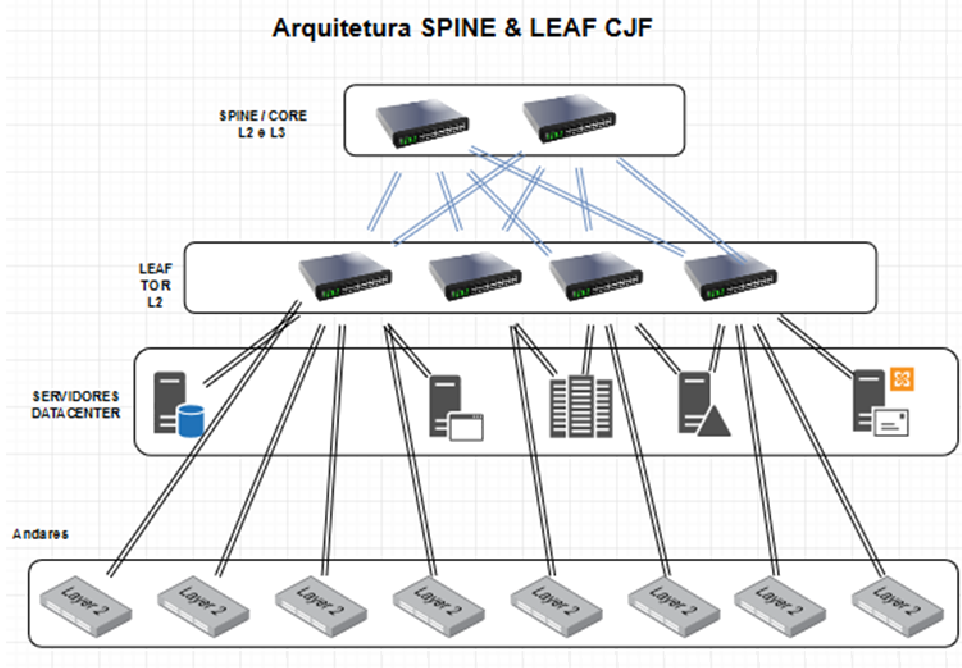 Arquitetura SPINE & LEAF CJF
SPINE / CORE
L2 e L3
LEAF
TOR
L2
SERVIDORES
DATACENTER
Andares
Layer 2
Layer 2
Layer 2
Layer 2
Layer 2
Layer 2
Layer 2
Layer 2